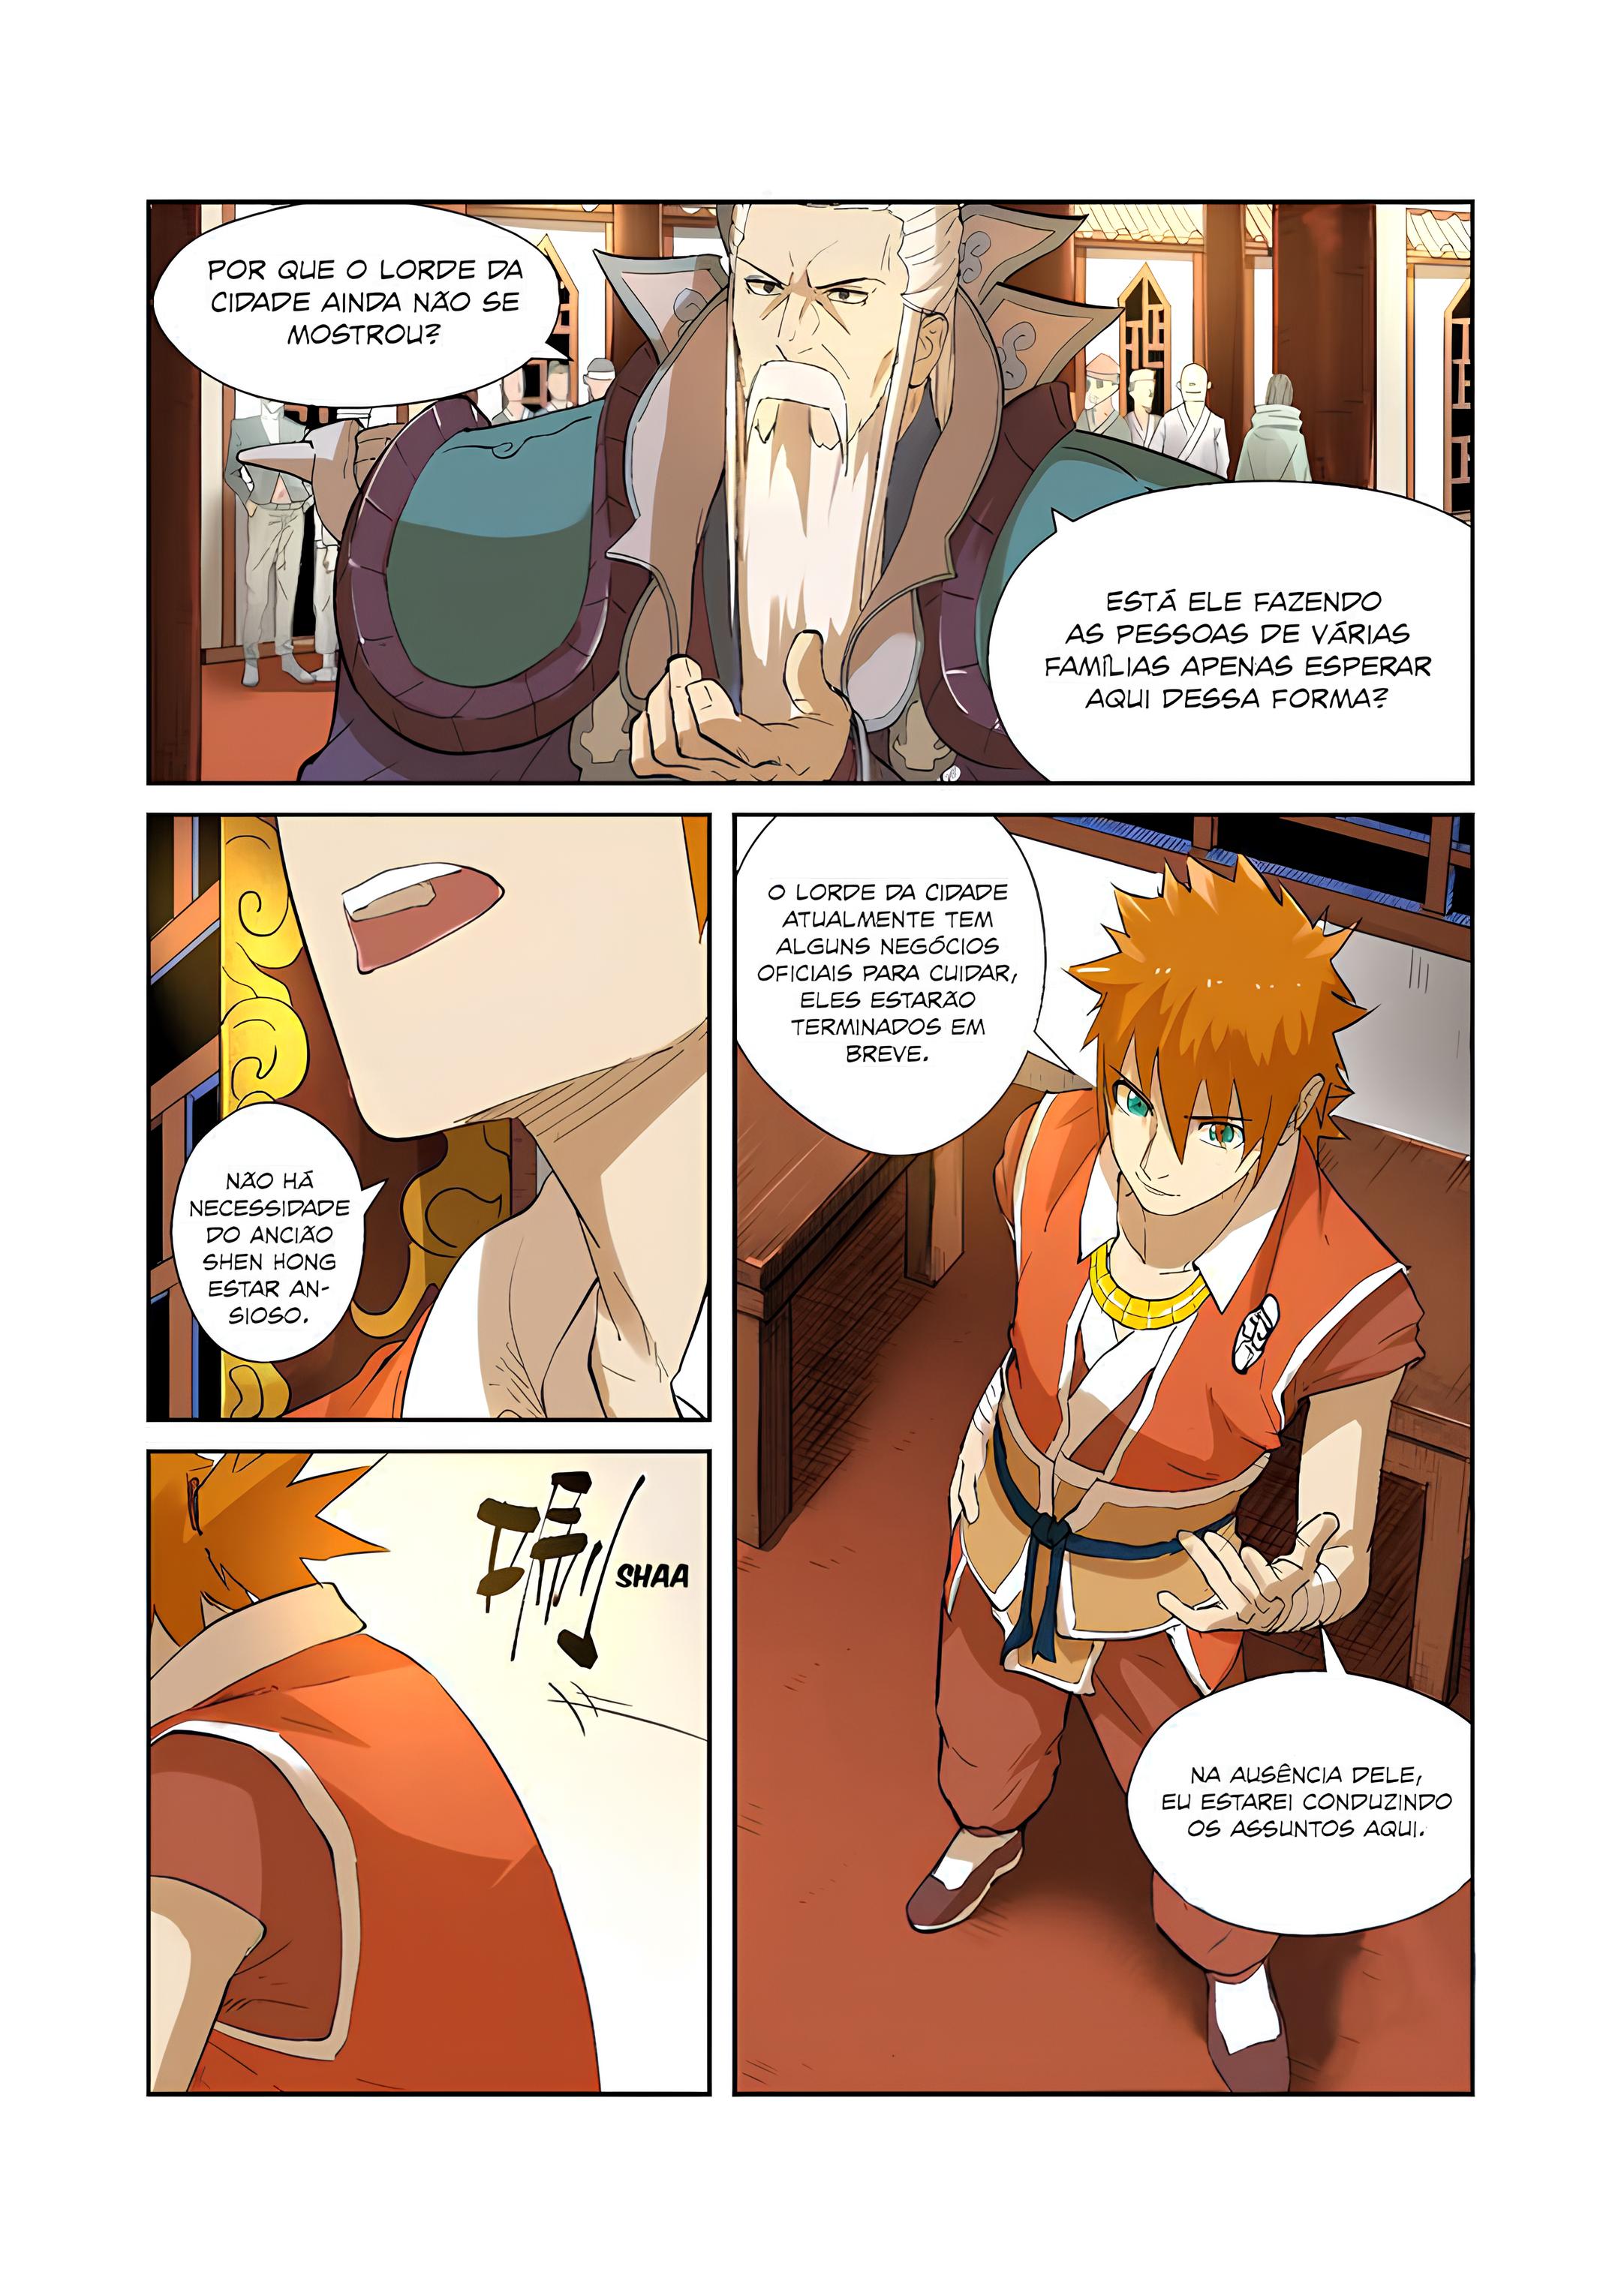 POR QUE O LORDE DA
CIDADE AINDA NÃO SE
MOSTROU?
ESTÁ ELE FAZENDO
AS PESSOAS DE VÁRIAS
FAMÍLIAS APENAS ESPERAR
AQUI DESSA FORMA?
NÃO HÁ
NECESSIDADE
DO ANCIÃO
SHEN HONG
ESTAR AN-
SIOSO.
O LORDE DA CIDADE
ATUALMENTE TEM
ALGUNS NEGÓCIOS
OFICIAIS PARA CUIDAR,
ELES ESTARÃO
TERMINADOS EM
BREVE.
SHAA
NA AUSÊNCIA DELE,
EU ESTAREI CONDUZINDO
OS ASSUNTOS AQUI.